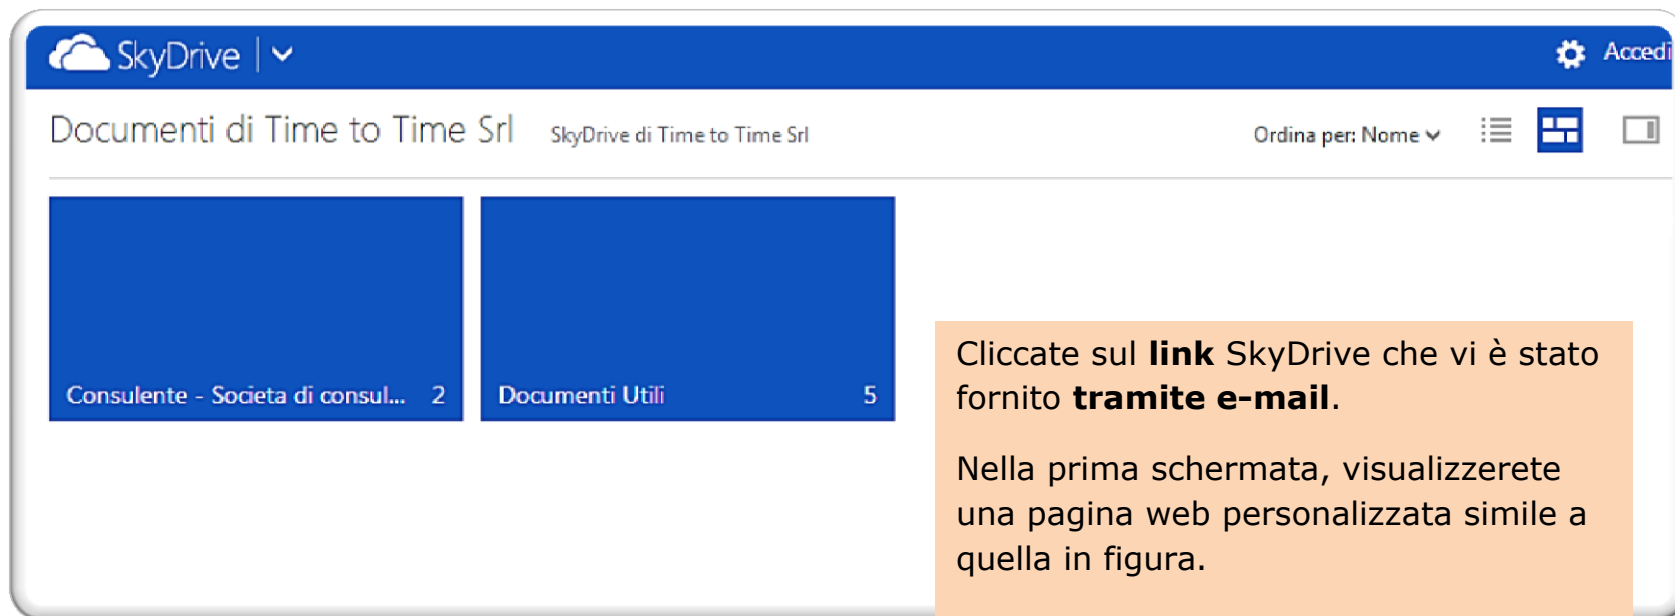 SkyDrive
Accedi
Documenti di Time to Time Srl SkyDrive di Time to Time Srl
Ordina per: Nome
Consulente - Societa di consul... 2
Documenti Utili 5
Cliccate sul link SkyDrive che vi è stato
fornito tramite e-mail.
Nella prima schermata, visualizzerete
una pagina web personalizzata simile a
quella in figura.